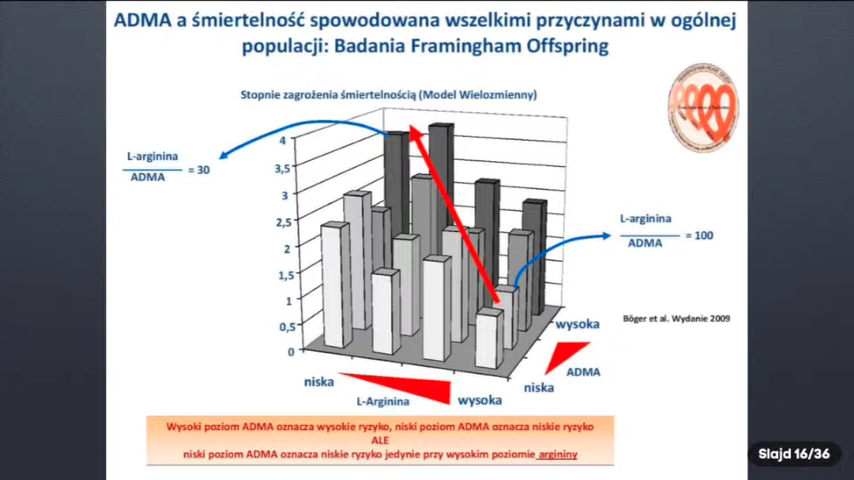 ADMA a śmiertelność spowodowana wszelkimi przyczynami w ogólnej
populacji: Badania Framingham Offspring
Stopnie zagrożenia śmiertelnością (Model Wielozmienny)
L-arginina
ADMA
= 30
4
3,5
3
2,5
2
1,5
1
0,5
0
L-arginina
ADMA
= 100
Böger et al. Wydanie 2009
wysoka
ADMA
niska
niska
L-Arginina
wysoka
Wysoki poziom ADMA oznacza wysokie ryzyko, niski poziom ADMA oznacza niskie ryzyko
ALE
niski poziom ADMA oznacza niskie ryzyko jedynie przy wysokim poziomie argininy
Slajd 16/36